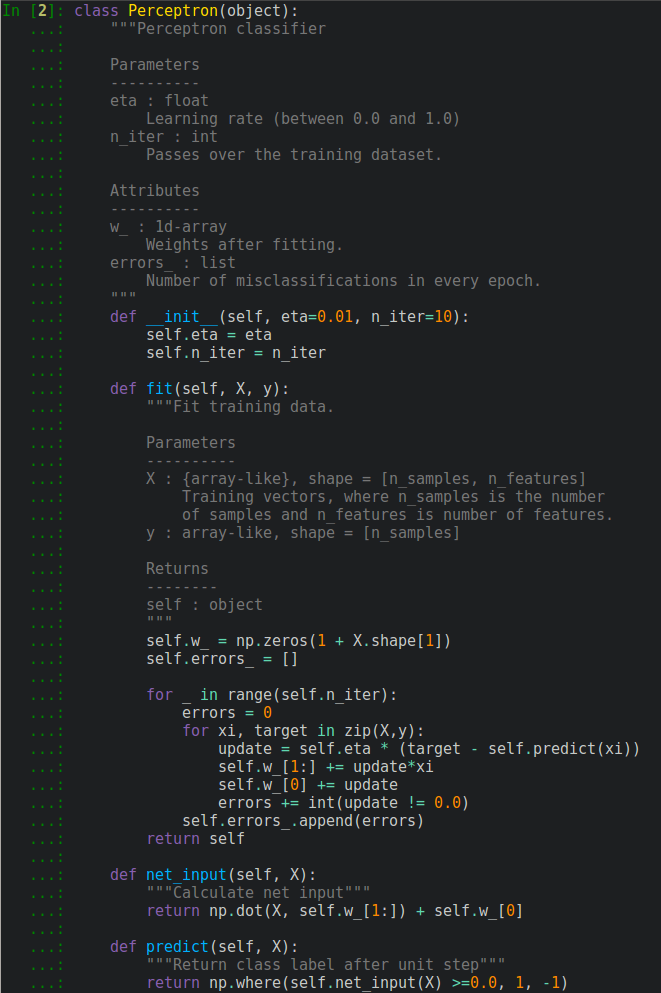 In [2]: class Perceptron(object):
   ...:     """Perceptron classifier
   ...:
   ...:     Parameters
   ...:     ----------
   ...:     eta : float
   ...:         Learning rate (between 0.0 and 1.0)
   ...:     n_iter : int
   ...:         Passes over the training dataset.
   ...:
   ...:     Attributes
   ...:     ----------
   ...:     w_ : 1d-array
   ...:         Weights after fitting.
   ...:     errors_ : list
   ...:         Number of misclassifications in every epoch.
   ...:     """
   ...:     def __init__(self, eta=0.01, n_iter=10):
   ...:         self.eta = eta
   ...:         self.n_iter = n_iter
   ...:
   ...:     def fit(self, X, y):
   ...:         """Fit training data.
   ...:
   ...:         Parameters
   ...:         ----------
   ...:         X : {array-like}, shape = [n_samples, n_features]
   ...:             Training vectors, where n_samples is the number
   ...:             of samples and n_features is number of features.
   ...:         y : array-like, shape = [n_samples]
   ...:
   ...:         Returns
   ...:         --------
   ...:         self : object
   ...:         """
   ...:         self.w_ = np.zeros(1 + X.shape[1])
   ...:         self.errors_ = []
   ...:
   ...:         for _ in range(self.n_iter):
   ...:             errors = 0
   ...:             for xi, target in zip(X,y):
   ...:                 update = self.eta * (target - self.predict(xi))
   ...:                 self.w_[1:] += update*xi
   ...:                 self.w_[0] += update
   ...:                 errors += int(update != 0.0)
   ...:             self.errors_.append(errors)
   ...:         return self
   ...:
   ...:     def net_input(self, X):
   ...:         """Calculate net input"""
   ...:         return np.dot(X, self.w_[1:]) + self.w_[0]
   ...:
   ...:     def predict(self, X):
   ...:         """Return class label after unit step"""
   ...:         return np.where(self.net_input(X) >=0.0, 1, -1)